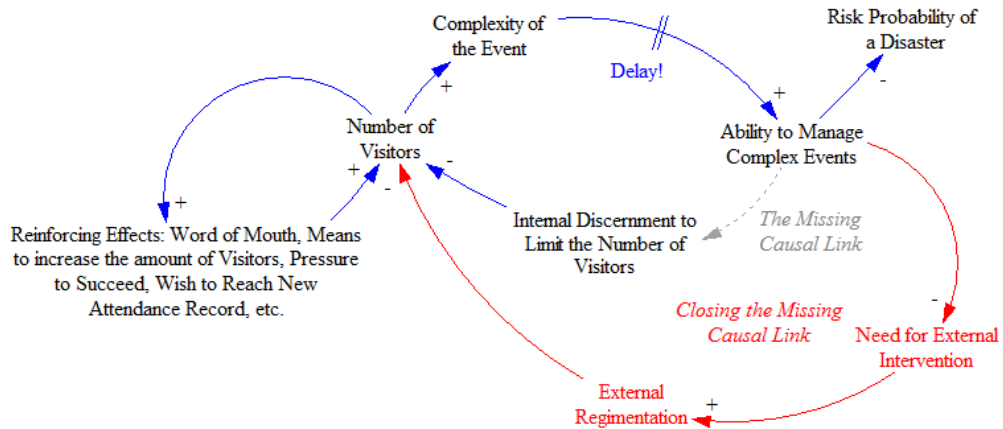 Complexity of
the Event
Risk Probability of
a Disaster
Delay!
+
-
+
Number of
Visitors
Ability to Manage
Complex Events
+
-
-
+
Reinforcing Effects: Word of Mouth, Means
to increase the amount of Visitors, Pressure
to Succeed, Wish to Reach New
Attendance Record, etc.
Internal Discernment to
Limit the Number of
Visitors
The Missing
Causal Link
Closing the Missing
Causal Link
-
Need for External
Intervention
External
Regimentation
+